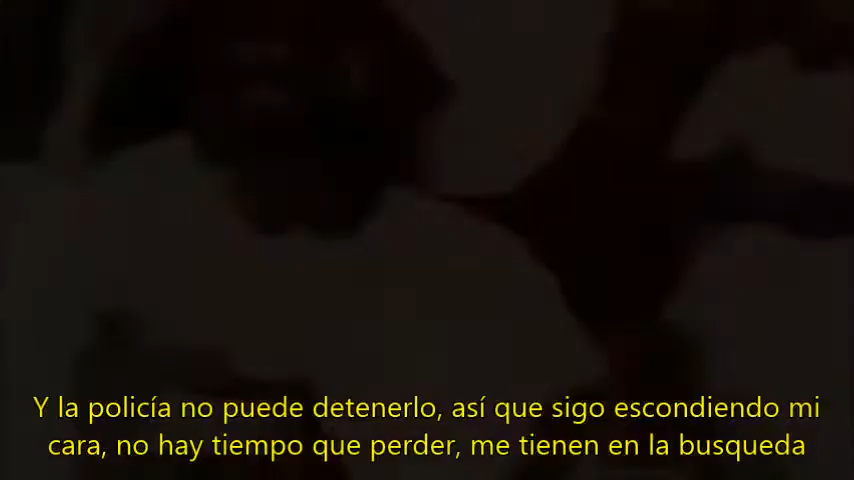 Y la policía no puede detenerlo, así que sigo escondiendo mi
cara, no hay tiempo que perder, me tienen en la busqueda